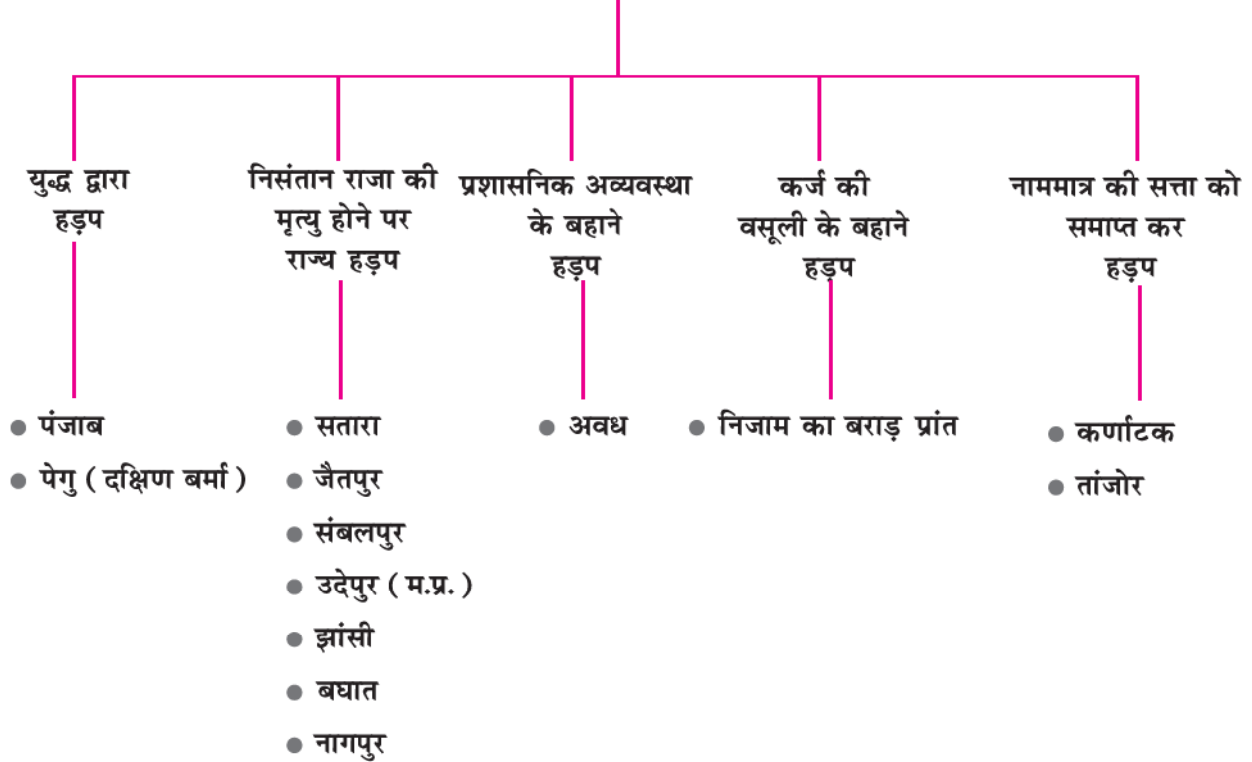 युद्ध द्वारा
हड़प
निसंतान राजा की
मृत्यु होने पर
राज्य हड़प
प्रशासनिक अव्यवस्था
के बहाने
हड़प
कर्ज की
वसूली के बहाने
हड़प
नाममात्र की सत्ता को
समाप्त कर
हड़प
● पंजाब
● पेगु ( दक्षिण बर्मा )
● सतारा
● जैतपुर
● संबलपुर
● उदेपुर ( म.प्र. )
● झांसी
● बघात
● नागपुर
● अवध
● निजाम का बराड़ प्रांत
● कर्णाटक
● तांजोर